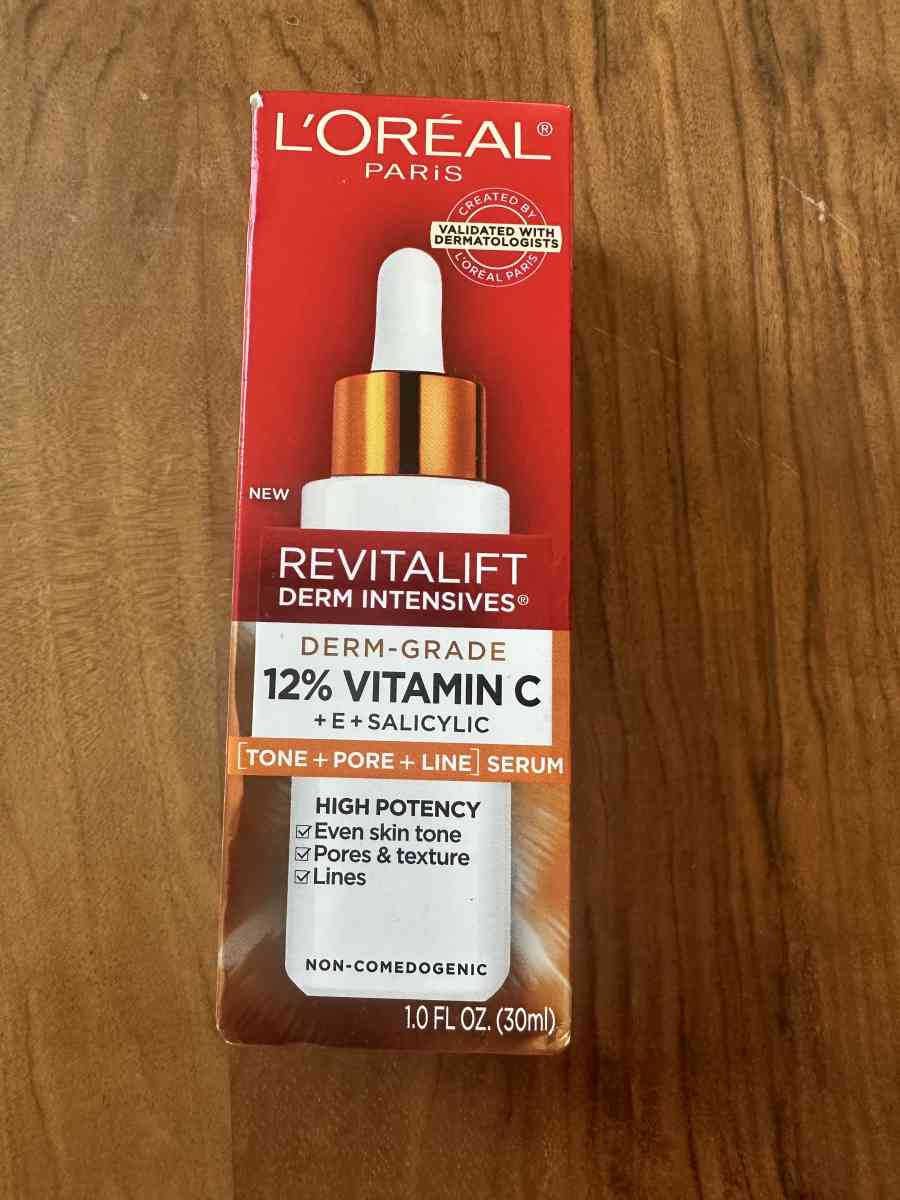 L'ORÉAL®
PARiS
CREATED BY
VALIDATED WITH
DERMATOLOGISTS
L'ORÉAL PARIS
NEW
REVITALIFT
DERM INTENSIVES®
DERM-GRADE
12% VITAMIN C
+ E + SALICYLIC
[TONE + PORE + LINE] SERUM
HIGH POTENCY
☑ Even skin tone
☑ Pores & texture
☑ Lines
NON-COMEDOGENIC
1.0 FL OZ. (30ml)